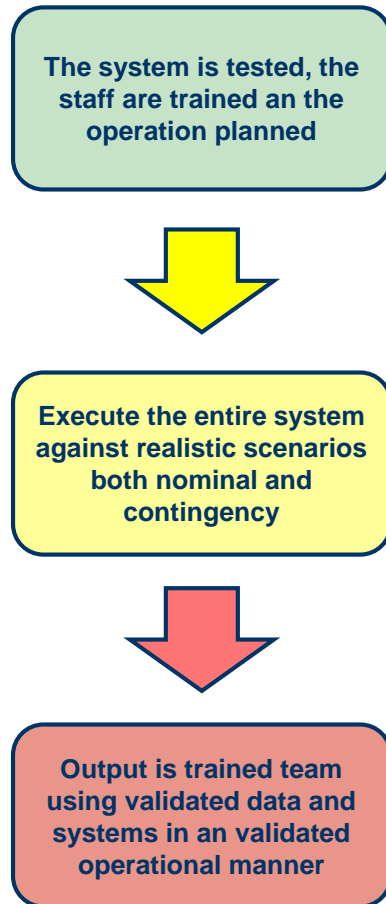 The system is tested, the
staff are trained an the
operation planned
Execute the entire system
against realistic scenarios
both nominal and
contingency
Output is trained team
using validated data and
systems in an validated
operational manner